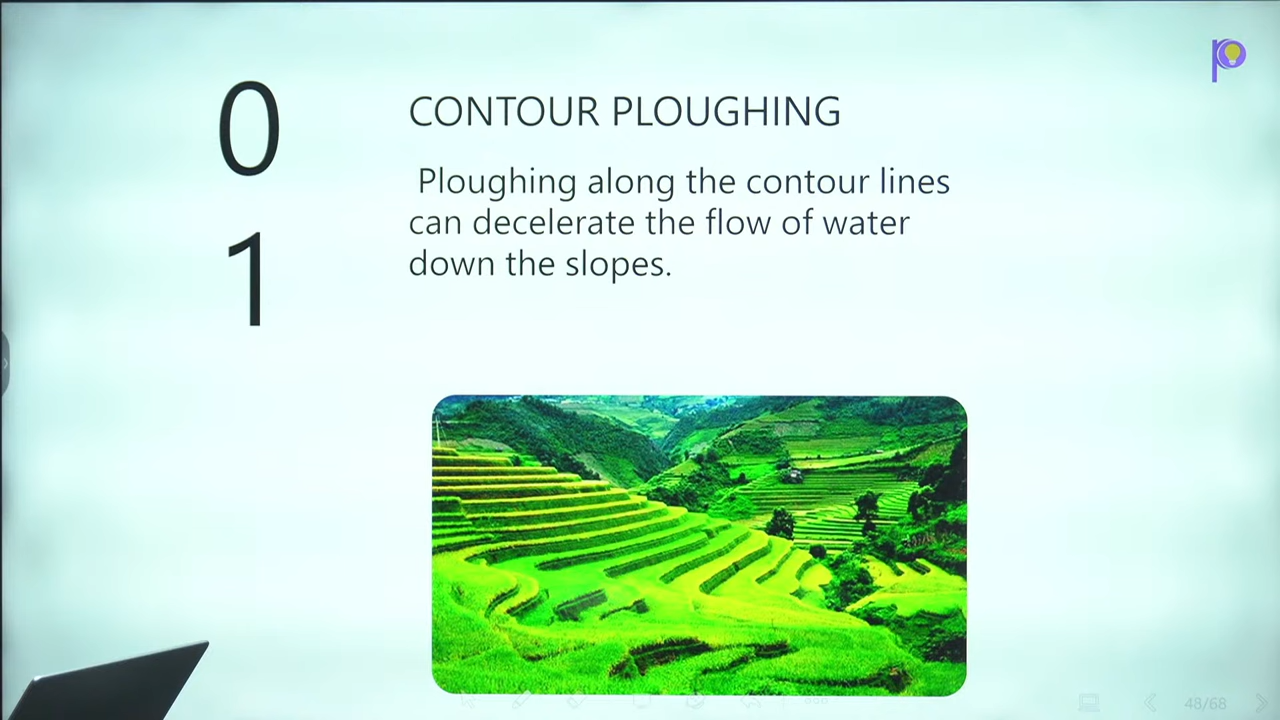 0
1
CONTOUR PLOUGHING
Ploughing along the contour lines
can decelerate the flow of water
down the slopes.
48/68